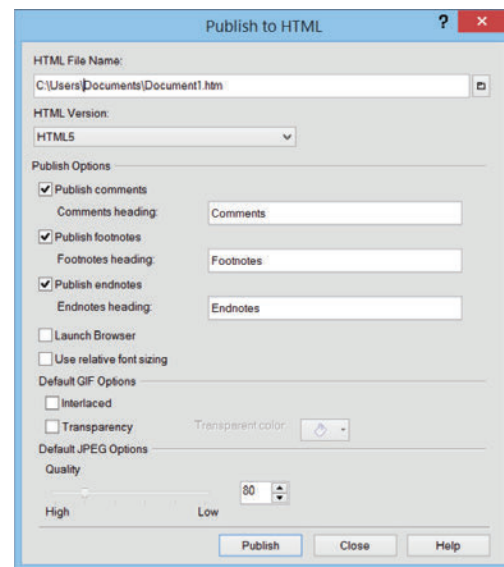 Publish to HTML ? ×
HTML File Name:
C:\Users\Documents\Document1.htm
HTML Version:
HTML5
Publish Options
Publish comments
Comments heading: Comments
Publish footnotes
Footnotes heading: Footnotes
Publish endnotes
Endnotes heading: Endnotes
Launch Browser
Use relative font sizing
Default GIF Options
Interlaced
Transparency Transparent color:
Default JPEG Options
Quality
80
High Low
Publish Close Help